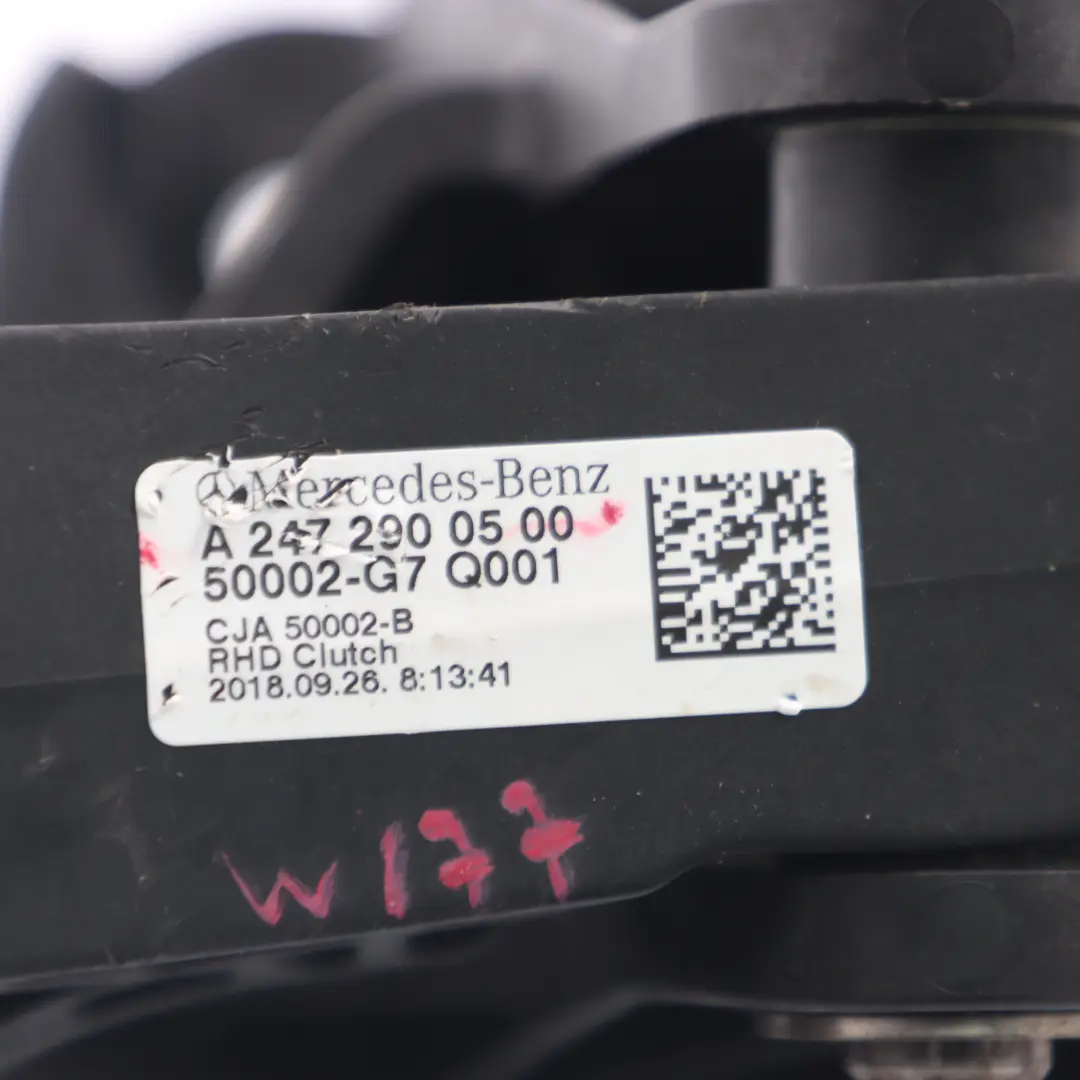 Mercedes-Benz
A 247 290 05 00
50002-G7 Q001
CJA 50002-B
RHD Clutch
2018.09.26. 8:13:41
W177